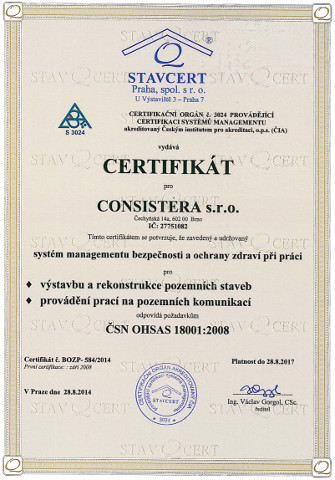 STAVCERT
Praha, spol. s r. o.
U Výstaviště 3 – Praha 7
CERTIFIKAČNÍ ORGÁN č. 3024 PROVÁDĚJÍCÍ
CERTIFIKACI SYSTÉMŮ MANAGEMENTU
akreditovaný Českým institutem pro akreditaci, o.p.s. (ČIA)
S 3024
vydává
CERTIFIKÁT
pro
CONSISTERA s.r.o.
Čechyňská 14a, 602 00 Brno
IČ: 27751082
Tímto certifikátem se potvrzuje, že zavedený a udržovaný
systém managementu bezpečnosti a ochrany zdraví při práci
pro
♦ výstavbu a rekonstrukce pozemních staveb
♦ provádění prací na pozemních komunikací
odpovídá požadavkům
ČSN OHSAS 18001:2008
Certifikát č. BOZP- 584/2014
Platnost do 28.8.2017
První certifikace: : září 2008
V Praze dne 28.8.2014
Ing. Václav Gorgol, CSc.
ředitel
STAVCERT